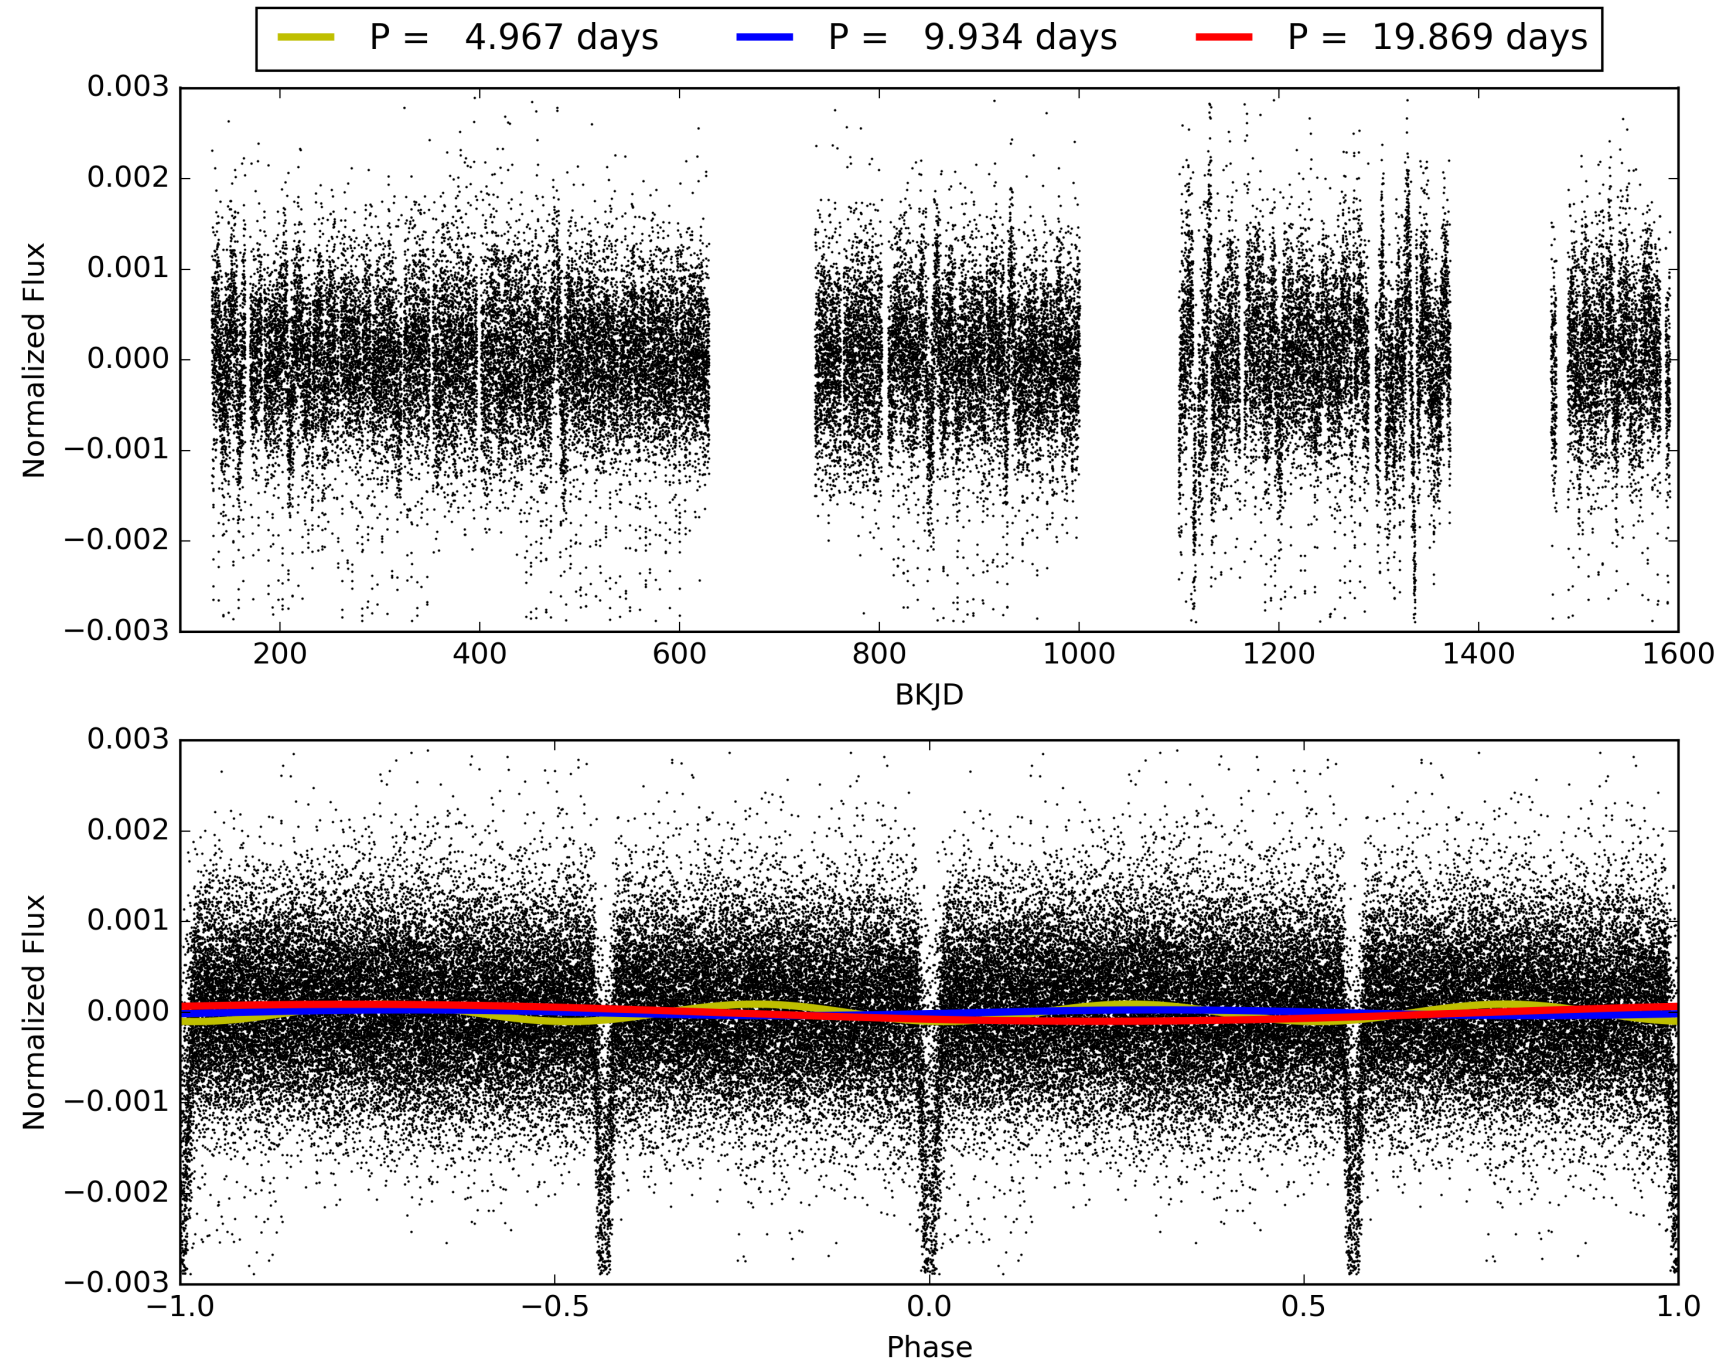 P = 4.967 days P = 9.934 days P = 19.869 days
0.003
0.002
0.001
0.000
−0.001
−0.002
−0.003
Normalized Flux
200 400 600 800 1000 1200 1400 1600
BKJD
0.003
0.002
0.001
0.000
−0.001
−0.002
−0.003
Normalized Flux
−1.0 −0.5 0.0 0.5 1.0
Phase